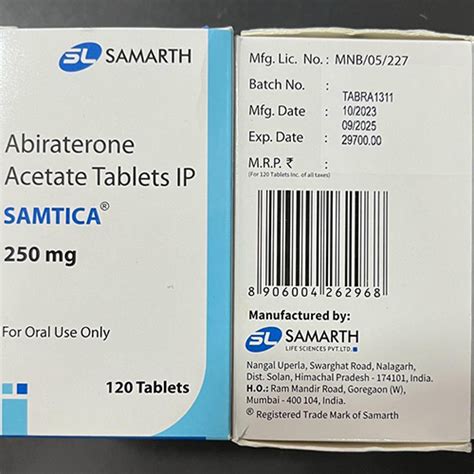 SL SAMARTH
Abiraterone
Acetate Tablets IP
SAMTICA®
250 mg
For Oral Use Only
120 Tablets
Mfg. Lic. No. : MNB/05/227
Batch No. :
TABRA1311
Mfg. Date : 10/2023
09/2025
Exp. Date : 29700.00
M.R.P. ₹ :
(For 120 Tablets Inc. of all taxes)
8 906004 262968
Manufactured by:
SL SAMARTH
LIFE SCIENCES PVT.LTD.
Nangal Uperla, Swarghat Road, Nalagarh,
Dist. Solan, Himachal Pradesh - 174101, India.
H.O.: Ram Mandir Road, Goregaon (W),
Mumbai - 400 104, India.
® Registered Trade Mark of Samarth